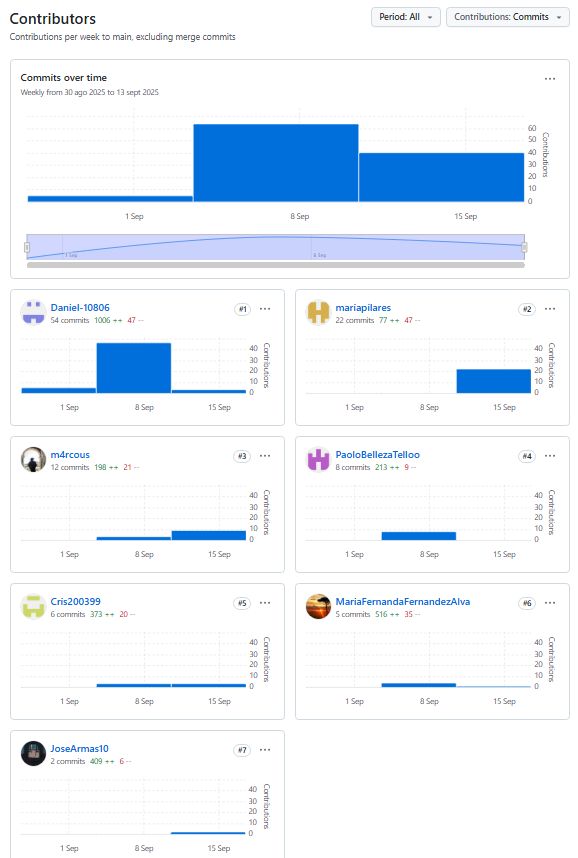 Contributors
Period: All
Contributions: Commits
Contributions per week to main, excluding merge commits
Commits over time
Weekly from 30 ago 2025 to 13 sept 2025
60
50
40
30
20
10
0
Contributions
1 Sep
8 Sep
15 Sep
1 Sep
8 Sep
Daniel-10806
#1
54 commits 1006 ++ 47 --
40
30
20
10
0
Contributions
1 Sep
8 Sep
15 Sep
mariapilares
#2
22 commits 77 ++ 47 --
40
30
20
10
0
Contributions
1 Sep
8 Sep
15 Sep
m4rcous
#3
12 commits 198 ++ 21 --
40
30
20
10
0
Contributions
1 Sep
8 Sep
15 Sep
PaoloBellezaTelloo
#4
8 commits 213 ++ 9 --
40
30
20
10
0
Contributions
1 Sep
8 Sep
15 Sep
Cris200399
#5
6 commits 373 ++ 20 --
40
30
20
10
0
Contributions
1 Sep
8 Sep
15 Sep
MariaFernandaFernandezAlva
#6
5 commits 516 ++ 35 --
40
30
20
10
0
Contributions
1 Sep
8 Sep
15 Sep
JoseArmas10
#7
2 commits 409 ++ 6 --
40
30
20
10
0
Contributions
1 Sep
8 Sep
15 Sep